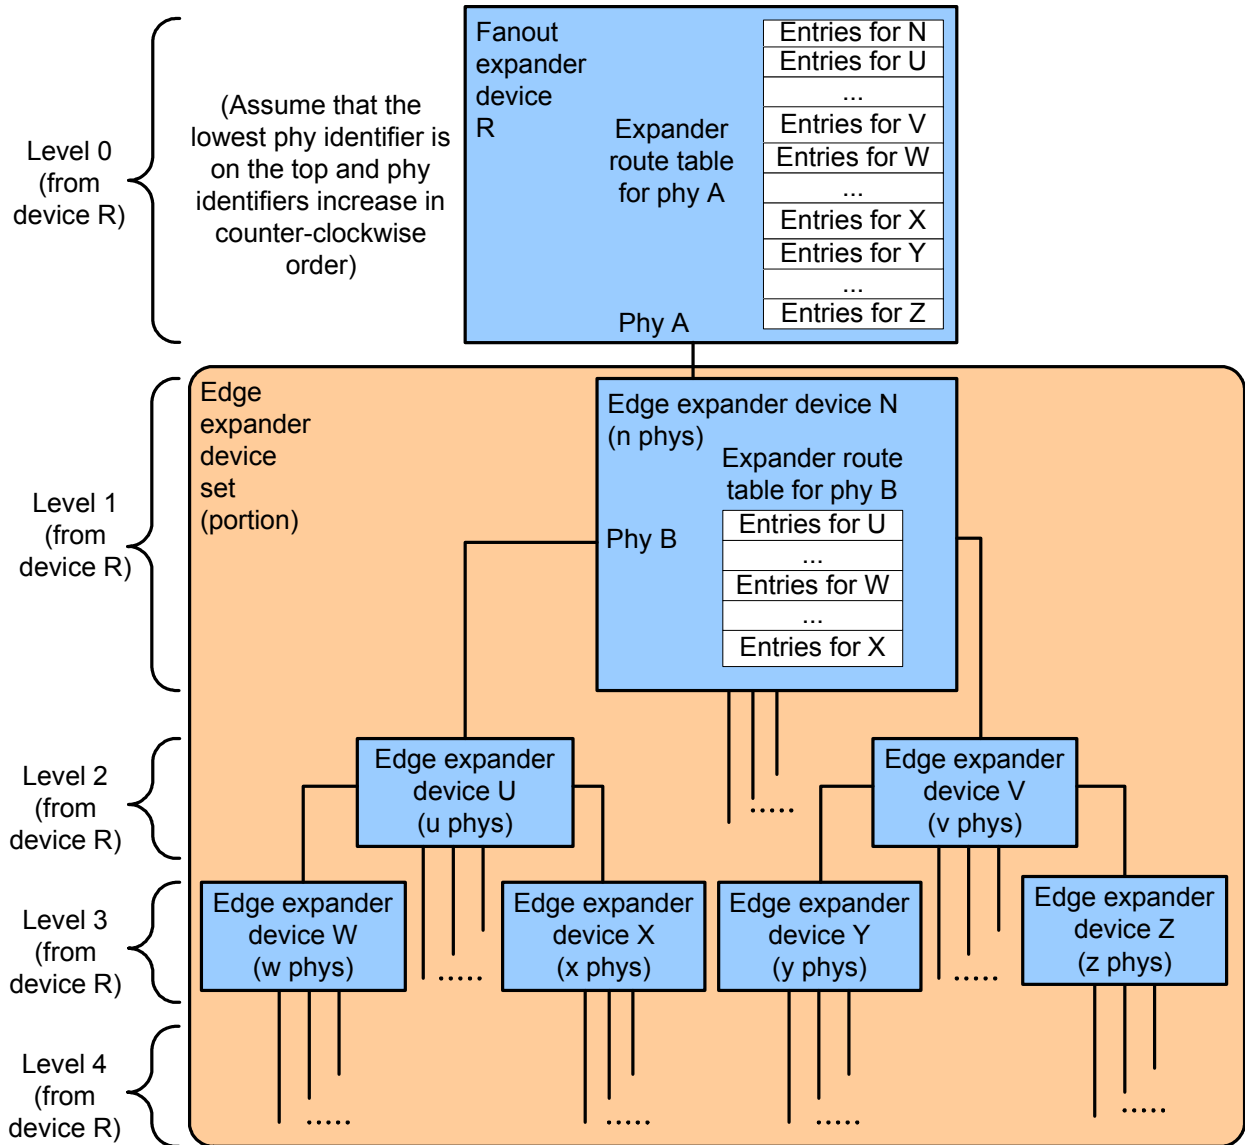 Level 0
(from
device R)
(Assume that the
lowest phy identifier is
on the top and phy
identifiers increase in
counter-clockwise
order)
Fanout
expander
device
R
Expander
route table
for phy A
Entries for N
Entries for U
...
Entries for V
Entries for W
...
Entries for X
Entries for Y
...
Entries for Z
Phy A
Level 1
(from
device R)
Edge
expander
device
set
(portion)
Edge expander device N
(n phys)
Expander route
table for phy B
Phy B
Entries for U
...
Entries for W
...
Entries for X
Level 2
(from
device R)
Edge expander
device U
(u phys)
.....
Edge expander
device V
(v phys)
Level 3
(from
device R)
Edge expander
device W
(w phys)
.....
Edge expander
device X
(x phys)
Edge expander
device Y
(y phys)
.....
Edge expander
device Z
(z phys)
Level 4
(from
device R)
.....
.....
.....
.....